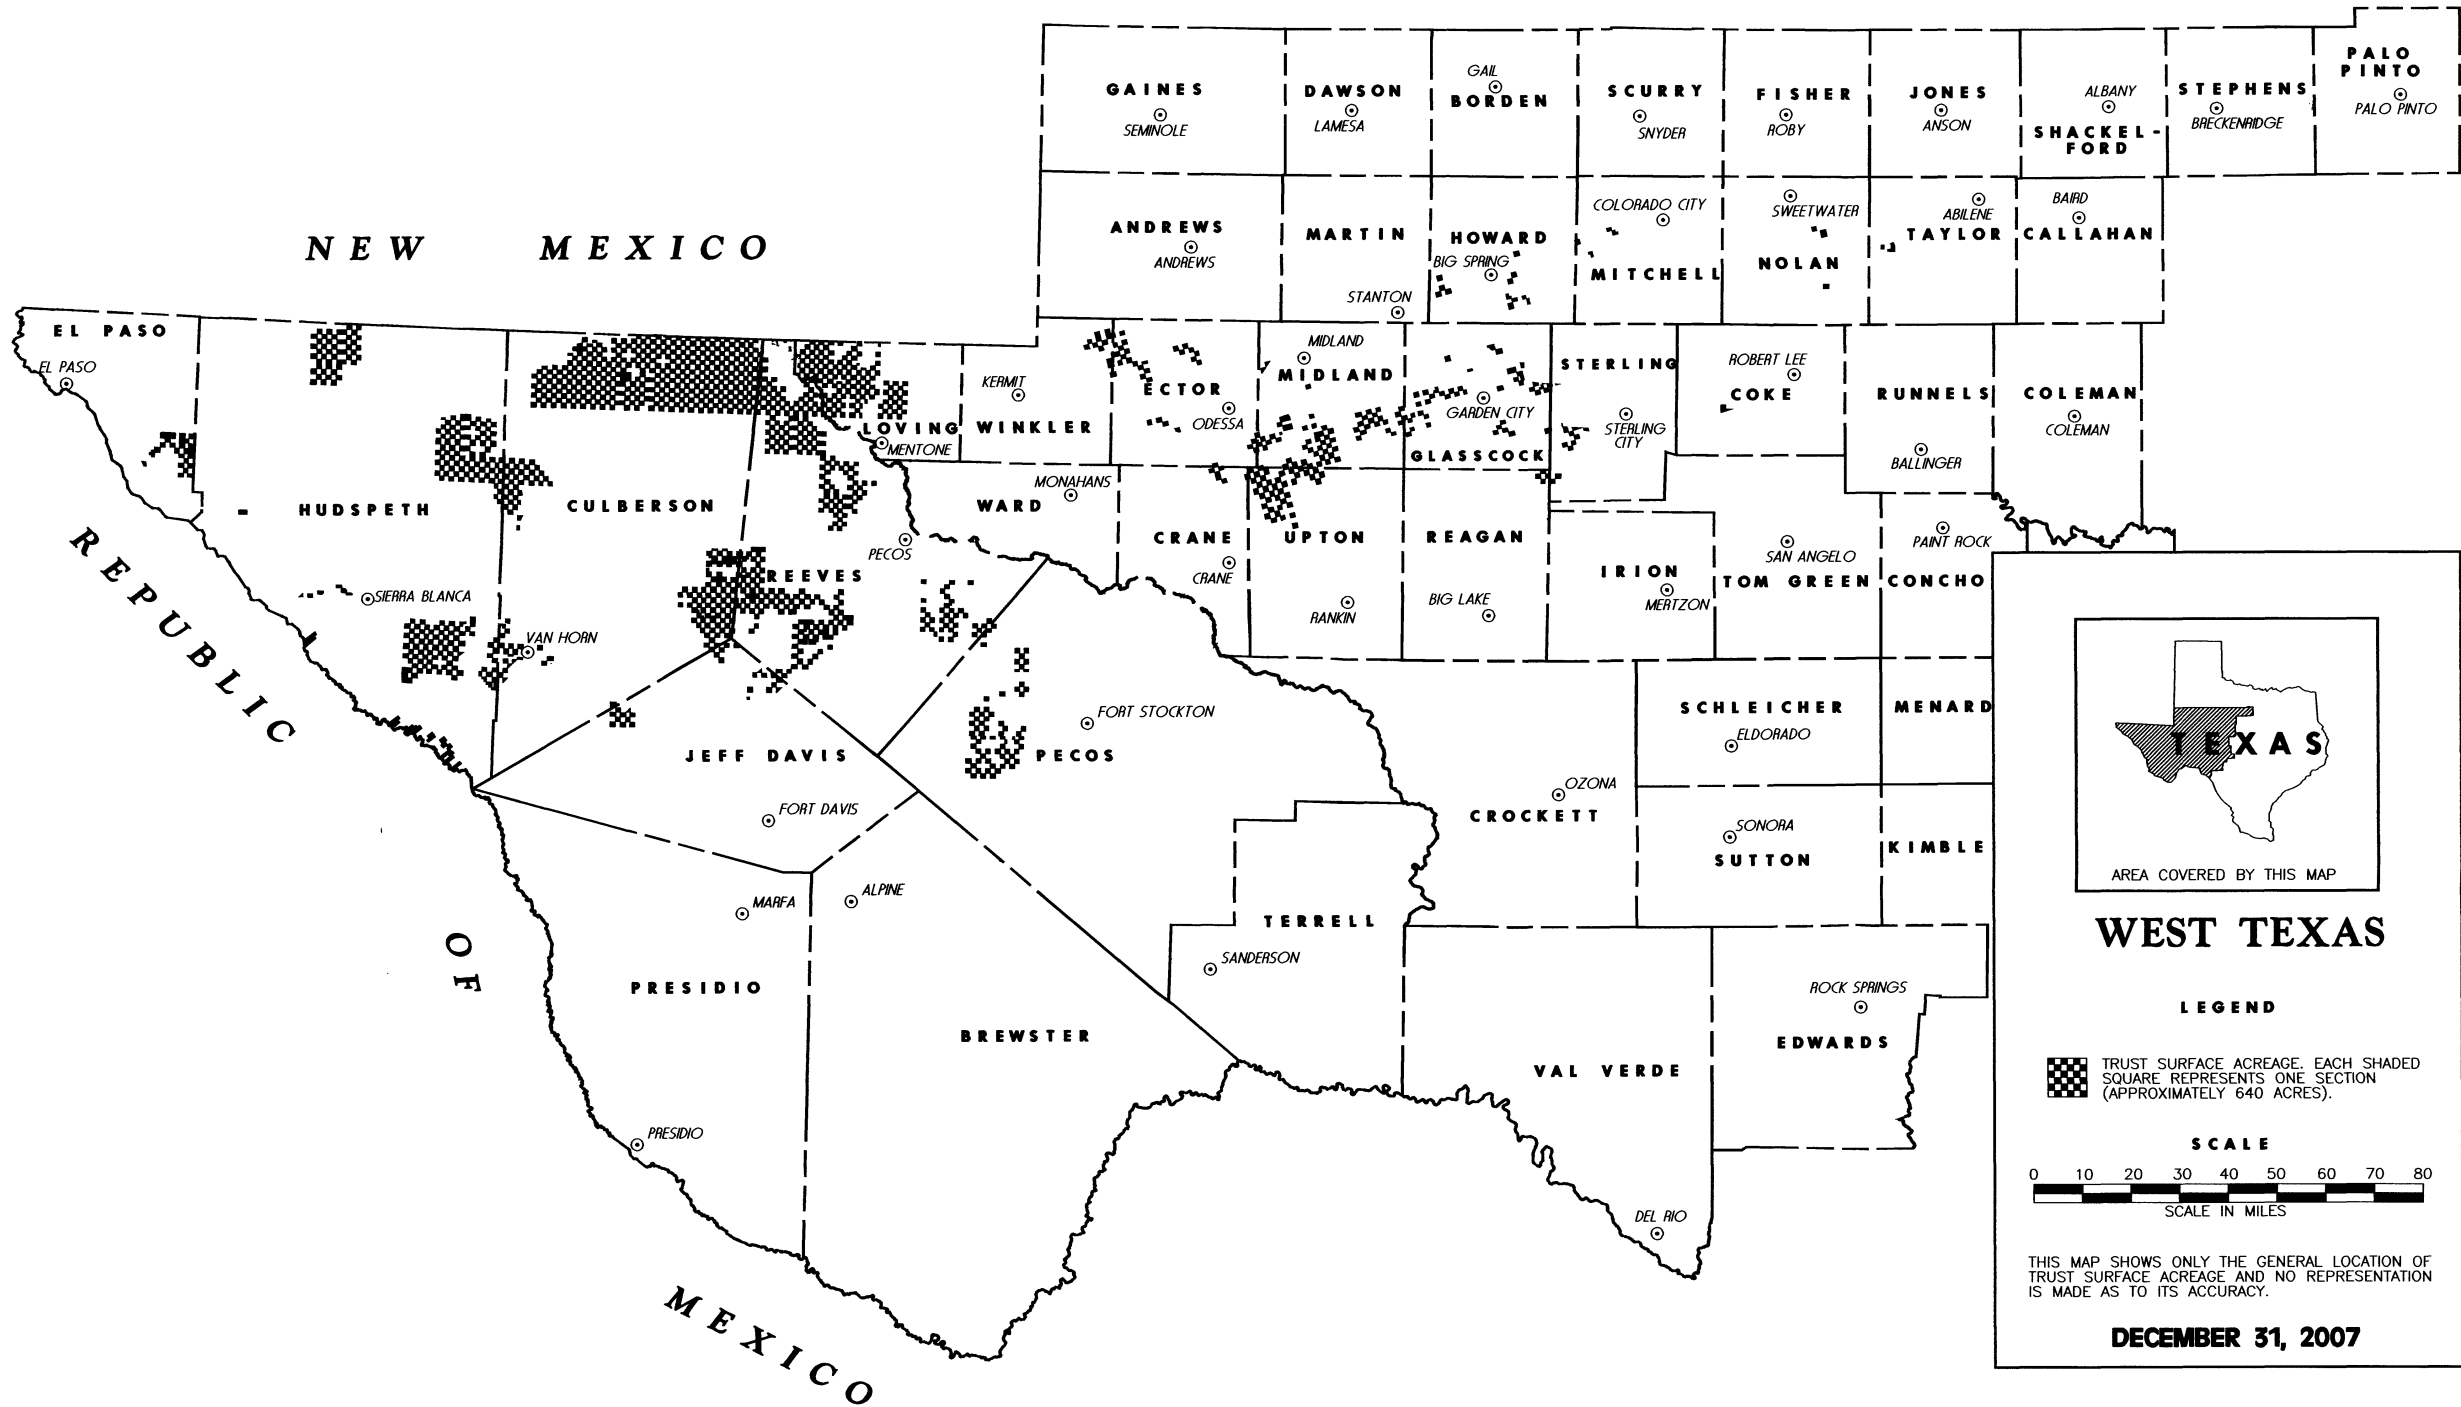 GAINES
SEMINOLE
DAWSON
LAMESA
GAIL
BORDEN
SCURRY
SNYDER
FISHER
ROBY
JONES
ANSON
ALBANY
SHACKEL-
FORD
STEPHENS
BRECKENRIDGE
PALO
PINTO
PALO PINTO
NEW MEXICO
ANDREWS
ANDREWS
MARTIN
STANTON
HOWARD
BIG SPRING
COLORADO CITY
MITCHELL
SWEETWATER
NOLAN
ABILENE
TAYLOR
BAIRD
CALLAHAN
EL PASO
EL PASO
HUDSPETH
SIERRA BLANCA
CULBERSON
VAN HORN
REEVES
PECOS
LOVING
MENTONE
KERMIT
WINKLER
MONAHANS
WARD
ECTOR
ODESSA
MIDLAND
MIDLAND
GARDEN CITY
GLASSCOCK
STERLING
STERLING
CITY
ROBERT LEE
COKE
RUNNELS
BALLINGER
COLEMAN
COLEMAN
CRANE
CRANE
UPTON
RANKIN
REAGAN
BIG LAKE
IRION
MERTZON
SAN ANGELO
TOM GREEN
PAINT ROCK
CONCHO
JEFF DAVIS
FORT DAVIS
FORT STOCKTON
PECOS
CROCKETT
OZONA
SCHLEICHER
ELDORADO
MENARD
SONORA
SUTTON
KIMBLE
MARFA
PRESIDIO
PRESIDIO
ALPINE
BREWSTER
TERRELL
SANDERSON
VAL VERDE
DEL RIO
ROCK SPRINGS
EDWARDS
REPUBLIC
OF
MEXICO
TEXAS
AREA COVERED BY THIS MAP
WEST TEXAS
LEGEND
TRUST SURFACE ACREAGE. EACH SHADED
SQUARE REPRESENTS ONE SECTION
(APPROXIMATELY 640 ACRES).
SCALE
0 10 20 30 40 50 60 70 80
SCALE IN MILES
THIS MAP SHOWS ONLY THE GENERAL LOCATION OF
TRUST SURFACE ACREAGE AND NO REPRESENTATION
IS MADE AS TO ITS ACCURACY.
DECEMBER 31, 2007